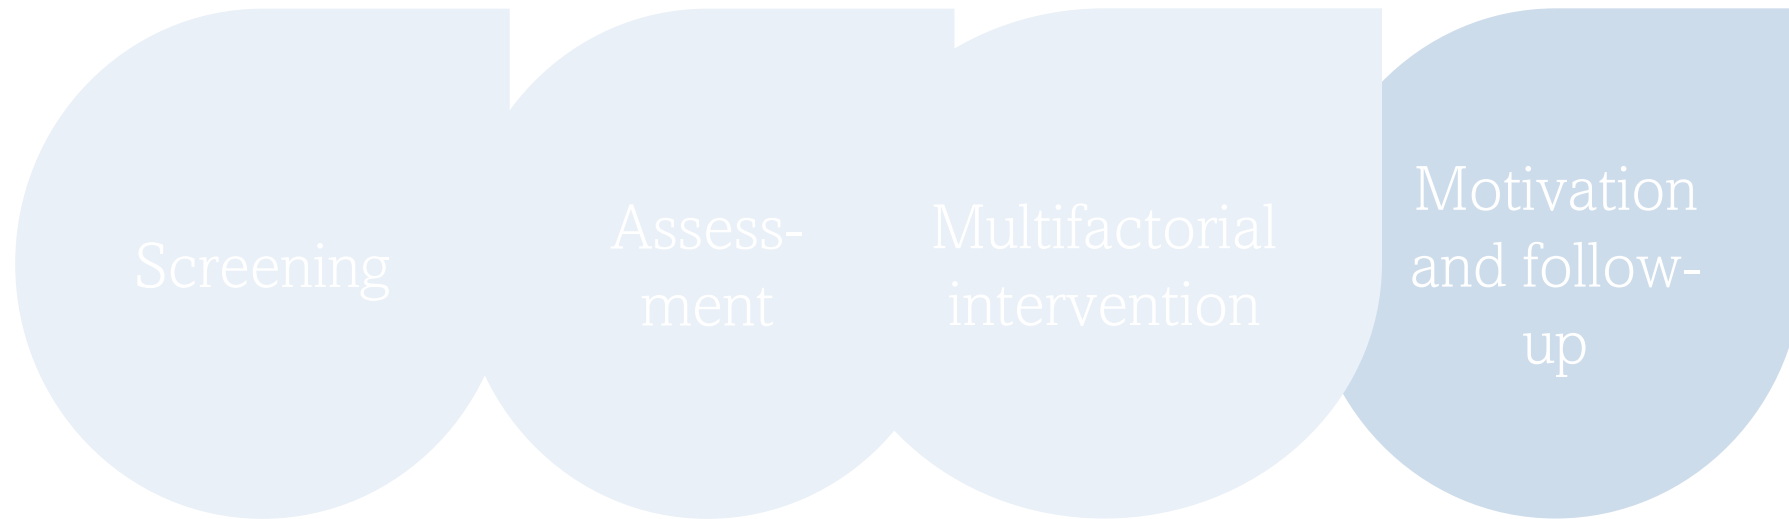 Screening
Assess-
ment
Multifactorial
intervention
Motivation
and follow-
up